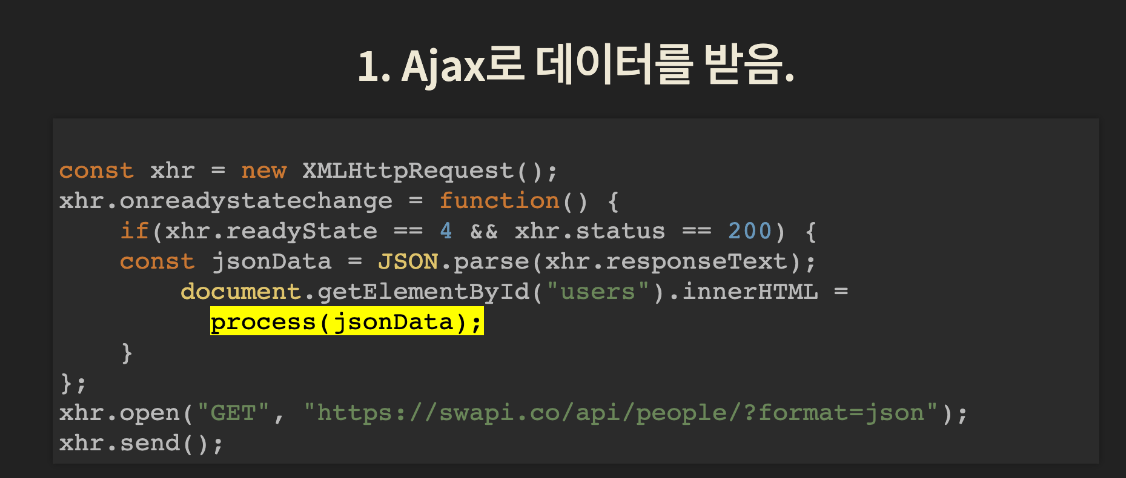 1. Ajax로 데이터를 받음.
const xhr = new XMLHttpRequest();
xhr.onreadystatechange = function() {
    if(xhr.readyState == 4 && xhr.status == 200) {
    const jsonData = JSON.parse(xhr.responseText);
        document.getElementById("users").innerHTML =
          process(jsonData);
    }
};
xhr.open("GET", "https://swapi.co/api/people/?format=json");
xhr.send();